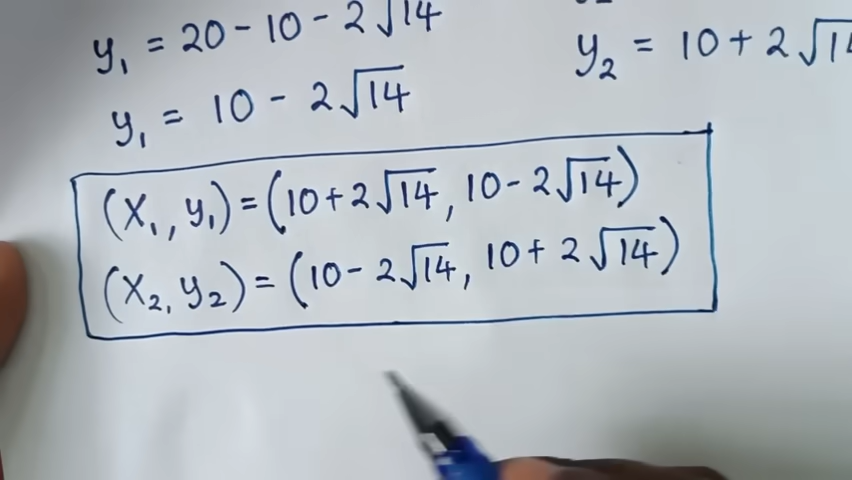 y₁ = 20 - 10 - 2√14
y₂ = 10 + 2√14
y₁ = 10 - 2√14
(x₁, y₁) = (10+2√14, 10-2√14)
(x₂, y₂) = (10-2√14, 10+2√14)